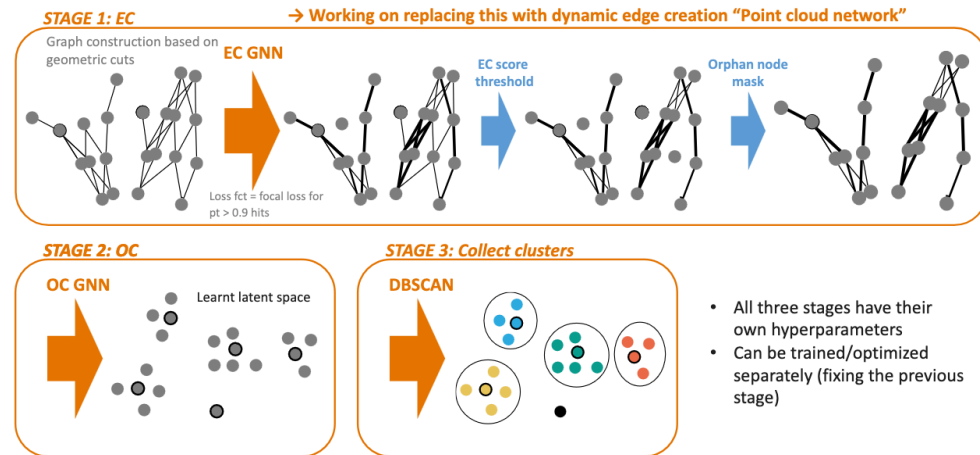 STAGE 1: EC
→ Working on replacing this with dynamic edge creation “Point cloud network”
Graph construction based on
geometric cuts
EC GNN
Loss fct = focal loss for
pt > 0.9 hits
EC score
threshold
Orphan node
mask
STAGE 2: OC
OC GNN
Learnt latent space
STAGE 3: Collect clusters
DBSCAN
• All three stages have their
own hyperparameters
• Can be trained/optimized
separately (fixing the previous
stage)